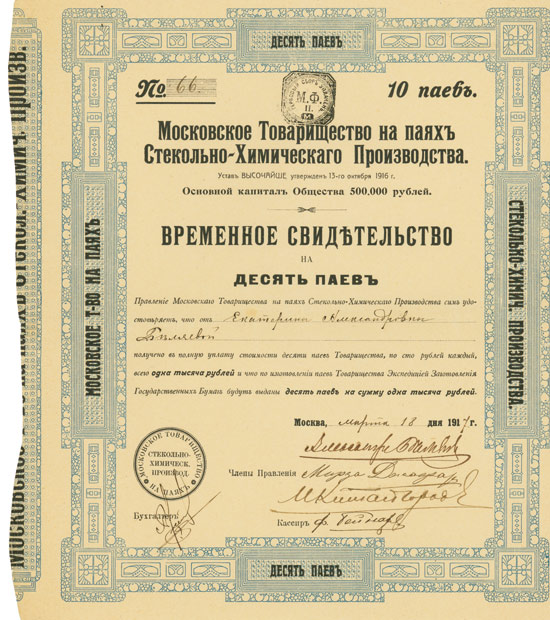 ДЕСЯТЬ ПАЕВЪ
№ 66.
М.Ф.
П.
10 паевъ.
Московское Товарищество на паяхъ
Стекольно-Химическаго Производства.
Уставъ ВЫСОЧАЙШЕ утвержденъ 13-го октября 1916 г.
Основной капиталъ Общества 500,000 рублей.
ВРЕМЕННОЕ СВИДѢТЕЛЬСТВО
НА
ДЕСЯТЬ ПАЕВЪ
Правленіе Московскаго Товарищества на паяхъ Стекольно-Химическаго Производства симъ удо-
стовѣряетъ, что отъ Екатерины Александровны
получено въ полную уплату стоимости десяти паевъ Товарищества, по сто рублей каждый,
всего одна тысяча рублей и что по изготовленіи паевъ Товарищества Экспедиціей Заготовленія
Государственныхъ Бумагъ будутъ выданы десять паевъ на сумму одна тысяча рублей.
Москва, марта 18 дня 1917 г.
МОСКОВСКОЕ ТОВАРИЩЕСТВО
НА ПАЯХЪ
СТЕКОЛЬНО-
ХИМИЧЕСК.
ПРОИЗВОД.
Члены Правленія
Бухгалтеръ
Кассиръ
МОСКОВСКОЕ Т-ВО НА ПАЯХЪ
СТЕКОЛЬНО-ХИМИЧ. ПРОИЗВОДСТВА.
ДЕСЯТЬ ПАЕВЪ